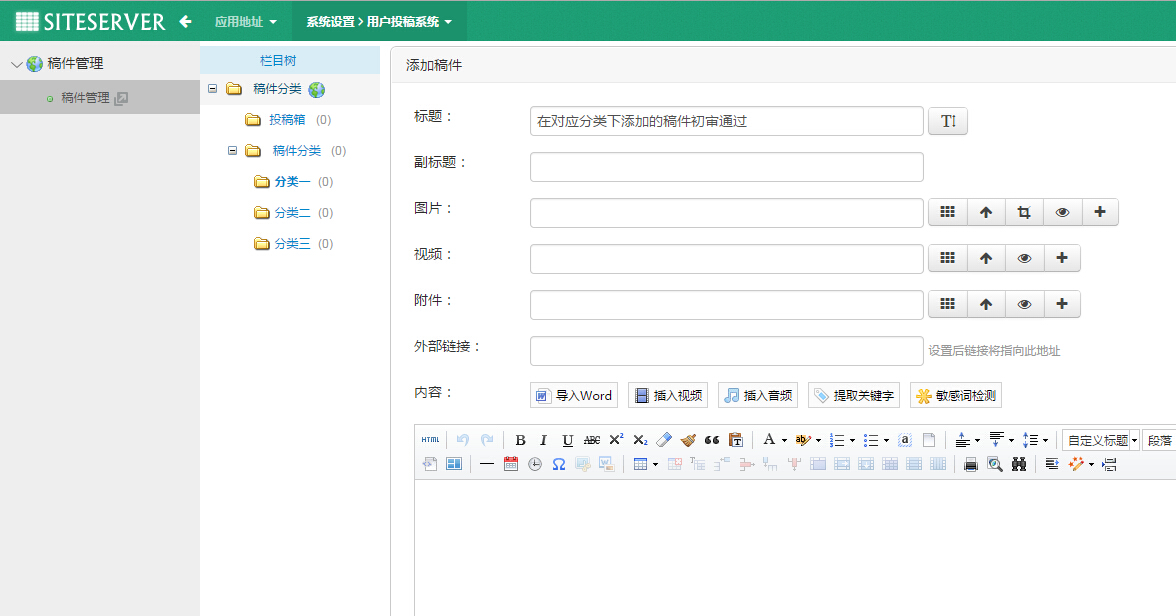 SITESERVER 应用地址 系统设置 > 用户投稿系统
稿件管理
稿件管理
栏目树
稿件分类
投稿箱 (0)
稿件分类 (0)
分类一 (0)
分类二 (0)
分类三 (0)
添加稿件
标题： 在对应分类下添加的稿件初审通过
副标题：
图片：
视频：
附件：
外部链接： 设置后链接将指向此地址
内容： 导入Word 插入视频 插入音频 提取关键字 敏感词检测
HTML B I U ABC X² X₂ A ab a 自定义标题 段落